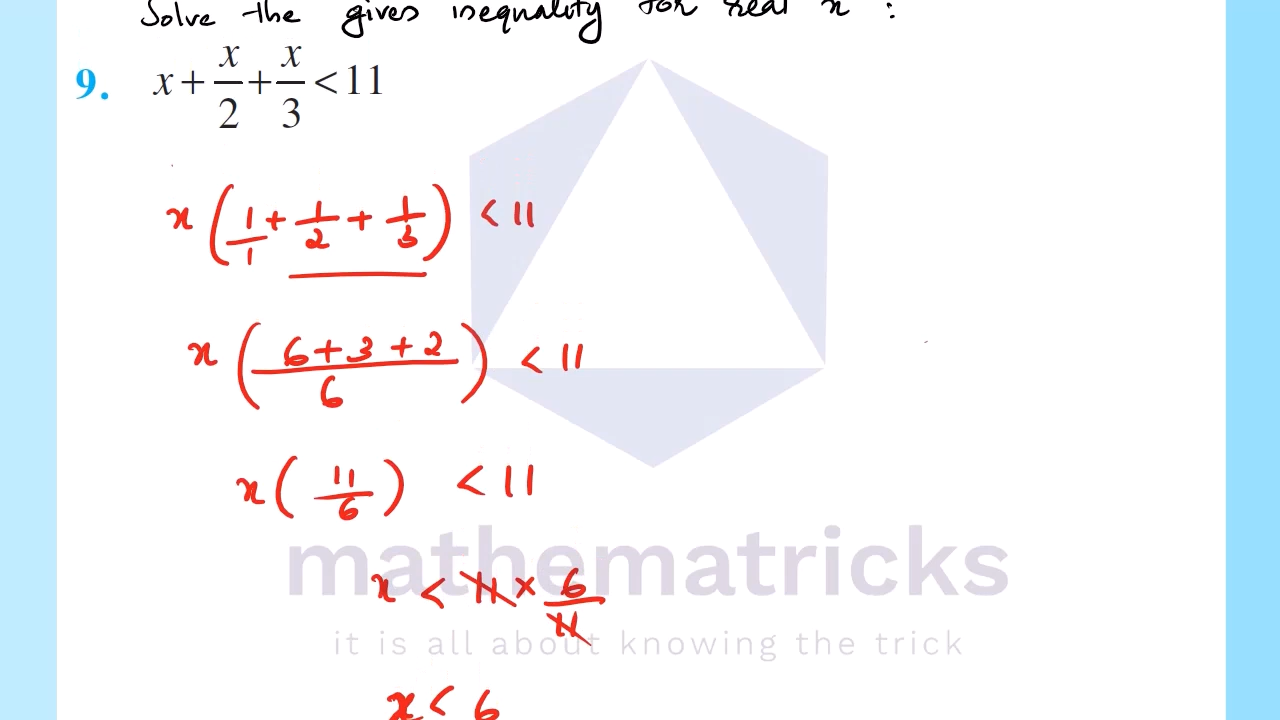 Solve the gives inequality for real x :
9. x + x/2 + x/3 < 11
x (1/1 + 1/2 + 1/3) < 11
x (6+3+2/6) < 11
x (11/6) < 11
x < 11 × 6/11
x < 6
mathematricks
it is all about knowing the trick